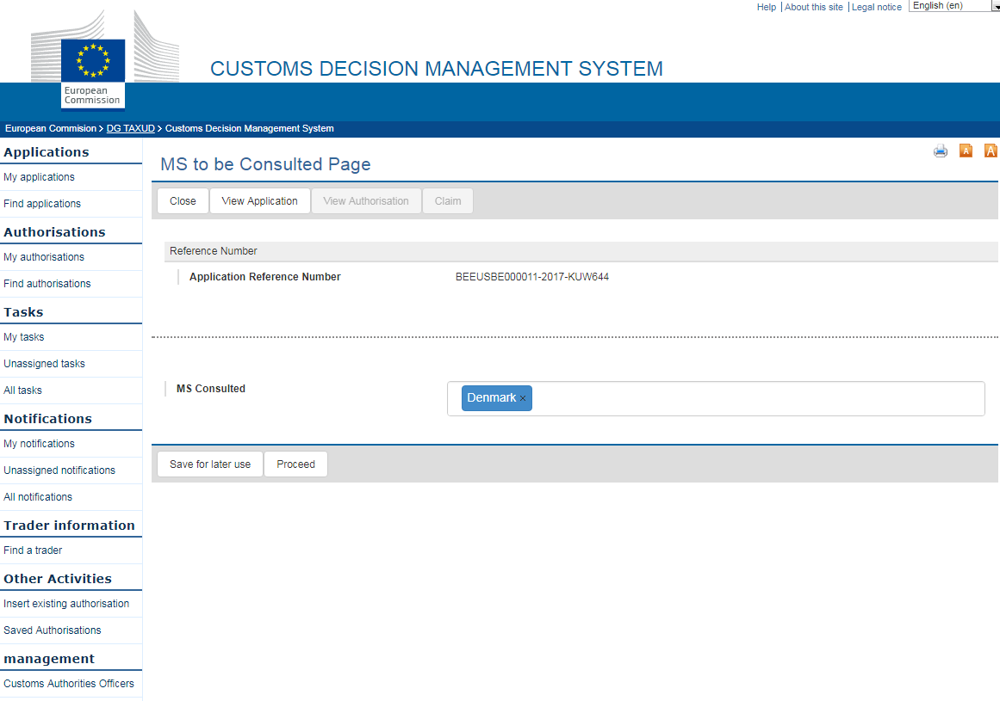 Help | About this site | Legal notice English (en)
CUSTOMS DECISION MANAGEMENT SYSTEM
European
Commission
European Commision > DG TAXUD > Customs Decision Management System
Applications
My applications
Find applications
Authorisations
My authorisations
Find authorisations
Tasks
My tasks
Unassigned tasks
All tasks
Notifications
My notifications
Unassigned notifications
All notifications
Trader information
Find a trader
Other Activities
Insert existing authorisation
Saved Authorisations
management
Customs Authorities Officers
A A
MS to be Consulted Page
Close View Application View Authorisation Claim
Reference Number
Application Reference Number BEEUSBE000011-2017-KUW644
MS Consulted Denmark ×
Save for later use Proceed